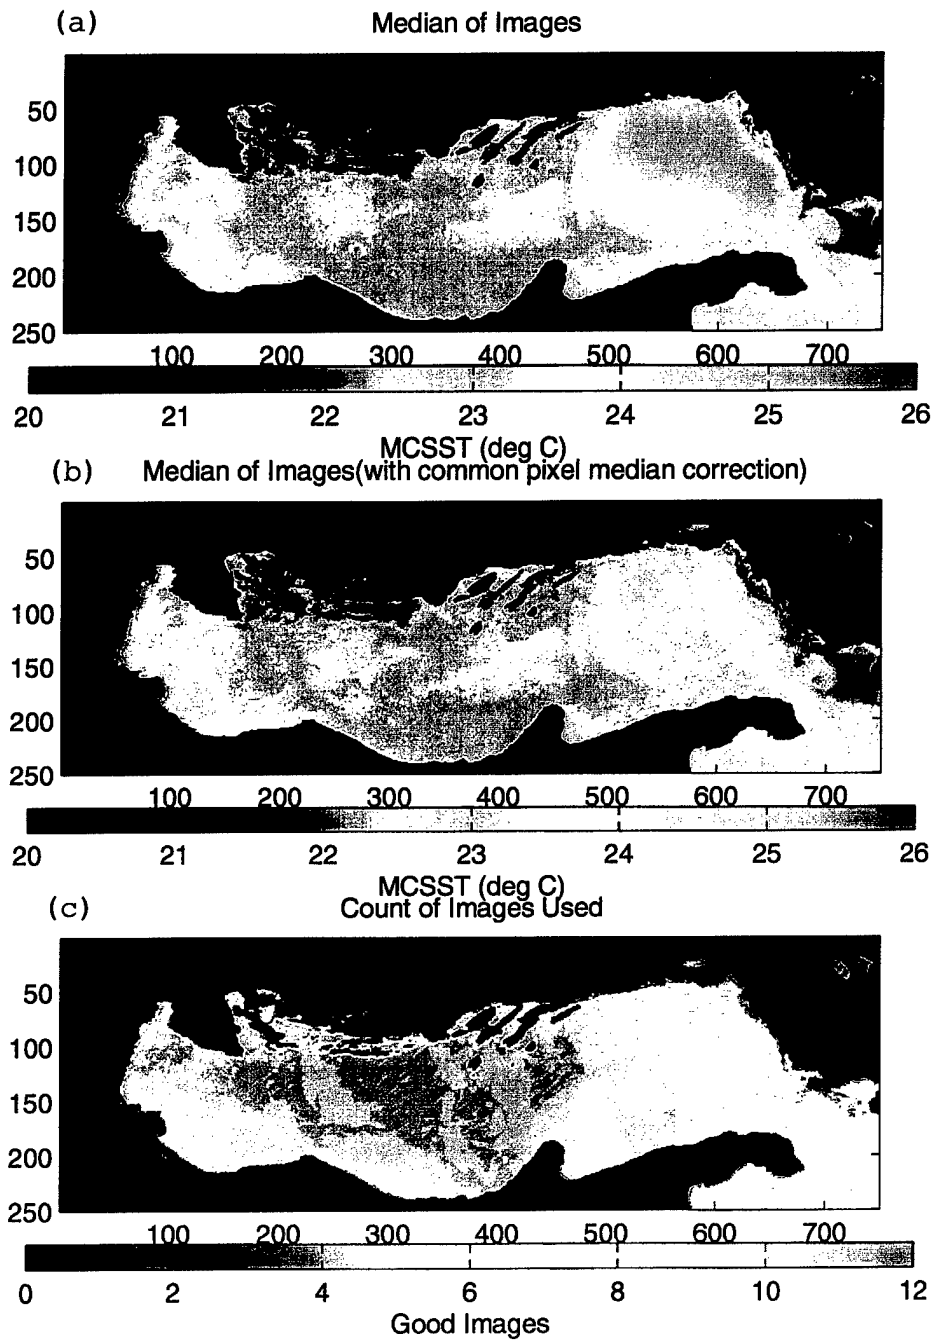 (a) Median of Images
50
100
150
200
250
100 200 300 400 500 600 700
20 21 22 23 24 25 26
MCSST (deg C)
(b) Median of Images(with common pixel median correction)
50
100
150
200
250
100 200 300 400 500 600 700
20 21 22 23 24 25 26
MCSST (deg C)
(c) Count of Images Used
50
100
150
200
250
100 200 300 400 500 600 700
0 2 4 6 8 10 12
Good Images